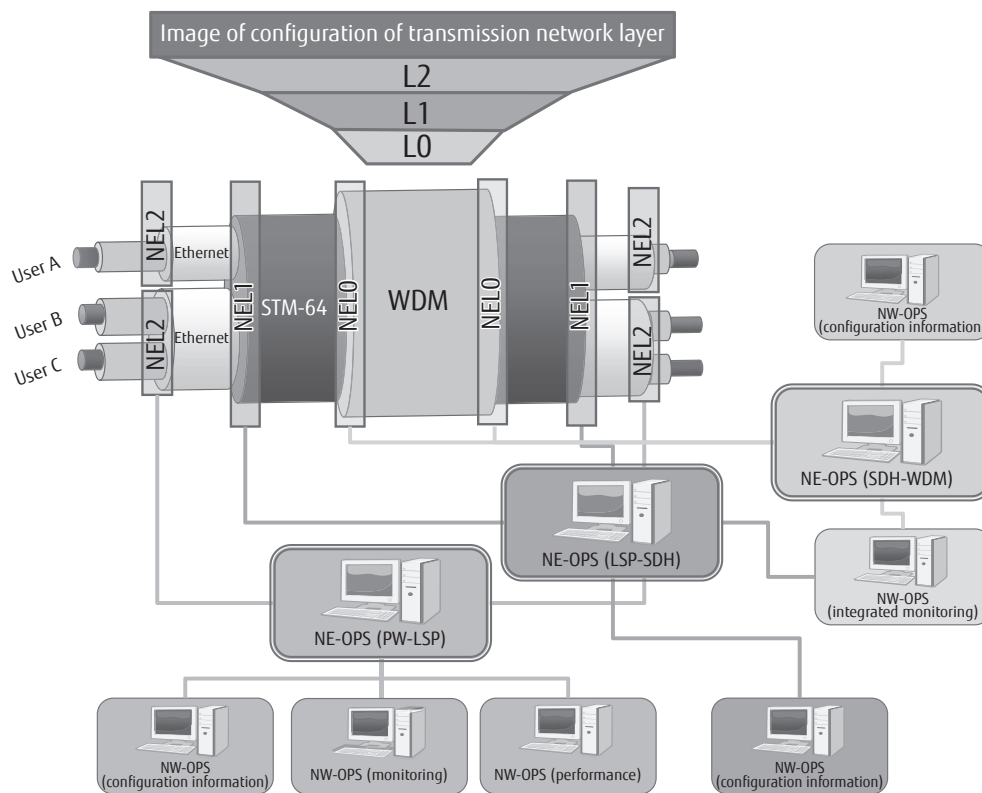 Image of configuration of transmission network layer
L2
L1
L0
NEL2
NEL1
NEL0
NEL0
NEL1
NEL2
User A
Ethernet
User B
NEL2
Ethernet
STM-64
WDM
NEL2
User C
NW-OPS
(configuration information)
NE-OPS (SDH-WDM)
NE-OPS (LSP-SDH)
NW-OPS
(integrated monitoring)
NE-OPS (PW-LSP)
NW-OPS
(configuration information)
NW-OPS (monitoring)
NW-OPS (performance)
NW-OPS
(configuration information)